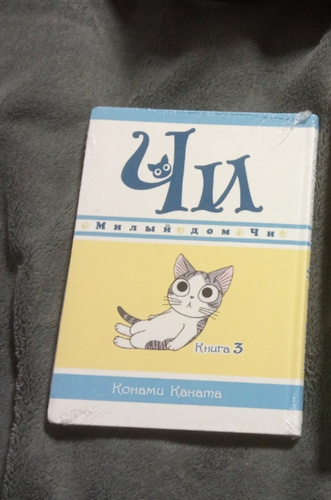 Чи
Милый дом Чи
Книга 3
Конами Каната